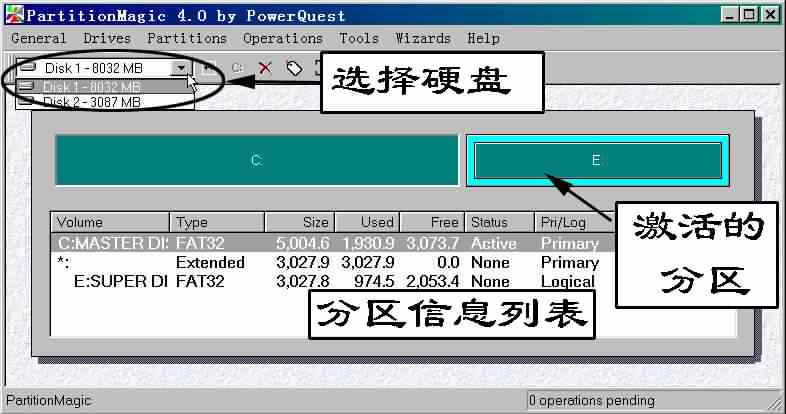 PartitionMagic 4.0 by PowerQuest
General Drives Partitions Operations Tools Wizards Help
Disk 1 - 8032 MB
C:
选择硬盘
Disk 1 - 8032 MB
Disk 2 - 3087 MB
C: E:
Volume Type Size Used Free Status Pri/Log
C:MASTER DIS FAT32 5,004.6 1,930.9 3,073.7 Active Primary
*: Extended 3,027.9 3,027.9 0.0 None Primary
E:SUPER DI FAT32 3,027.8 974.5 2,053.4 None Logical
激活的
分区
分区信息列表
PartitionMagic 0 operations pending